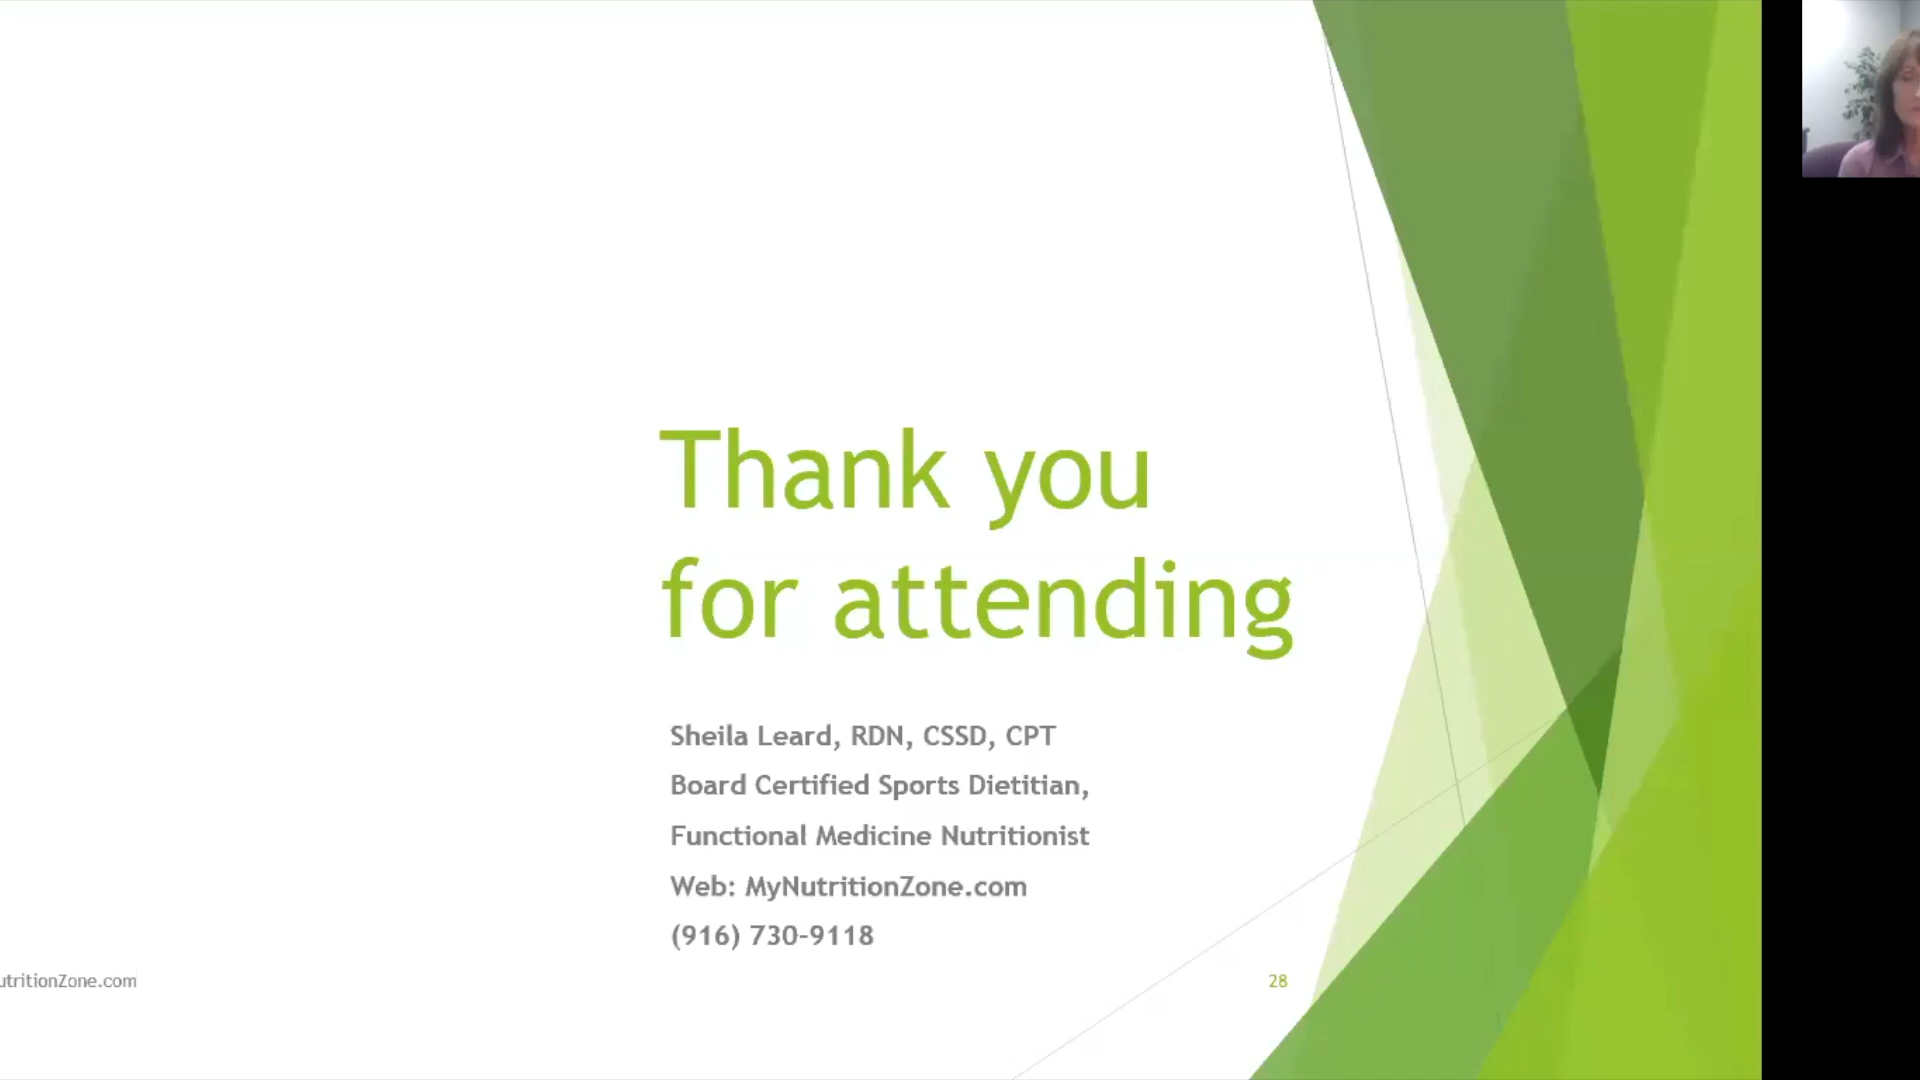 Thank you
for attending
Sheila Leard, RDN, CSSD, CPT
Board Certified Sports Dietitian,
Functional Medicine Nutritionist
Web: MyNutritionZone.com
(916) 730-9118
utritionZone.com
28